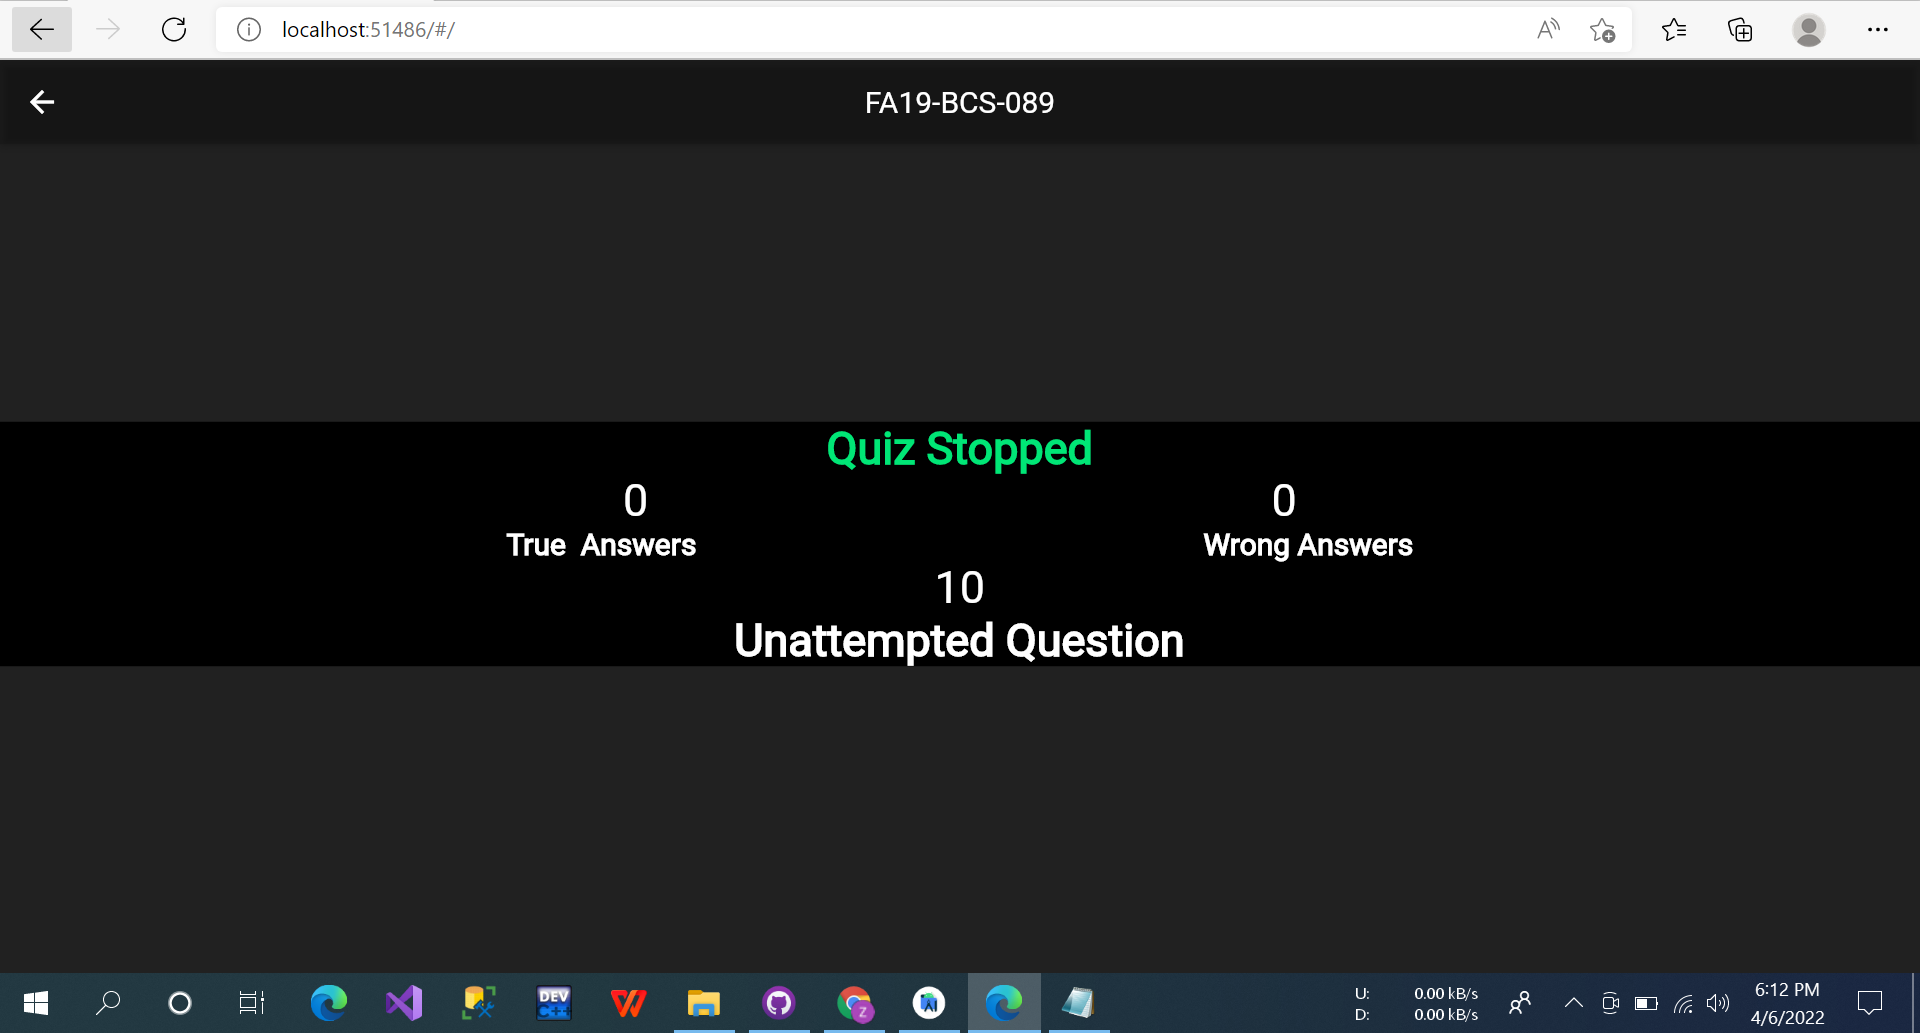 localhost:51486/#/
FA19-BCS-089
Quiz Stopped
0 0
True  Answers Wrong Answers
10
Unattempted Question
DEV
C++
Z
U: 0.00 kB/s
D: 0.00 kB/s
6:12 PM
4/6/2022